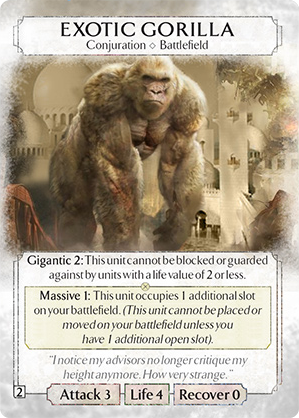 EXOTIC GORILLA
Conjuration ◇ Battlefield
Gigantic 2: This unit cannot be blocked or guarded
against by units with a life value of 2 or less.
Massive 1: This unit occupies 1 additional slot
on your battlefield. (This unit cannot be placed or
moved on your battlefield unless you
have 1 additional open slot).
"I notice my advisors no longer critique my
height anymore. How very strange."
2
Attack 3 Life 4 Recover 0